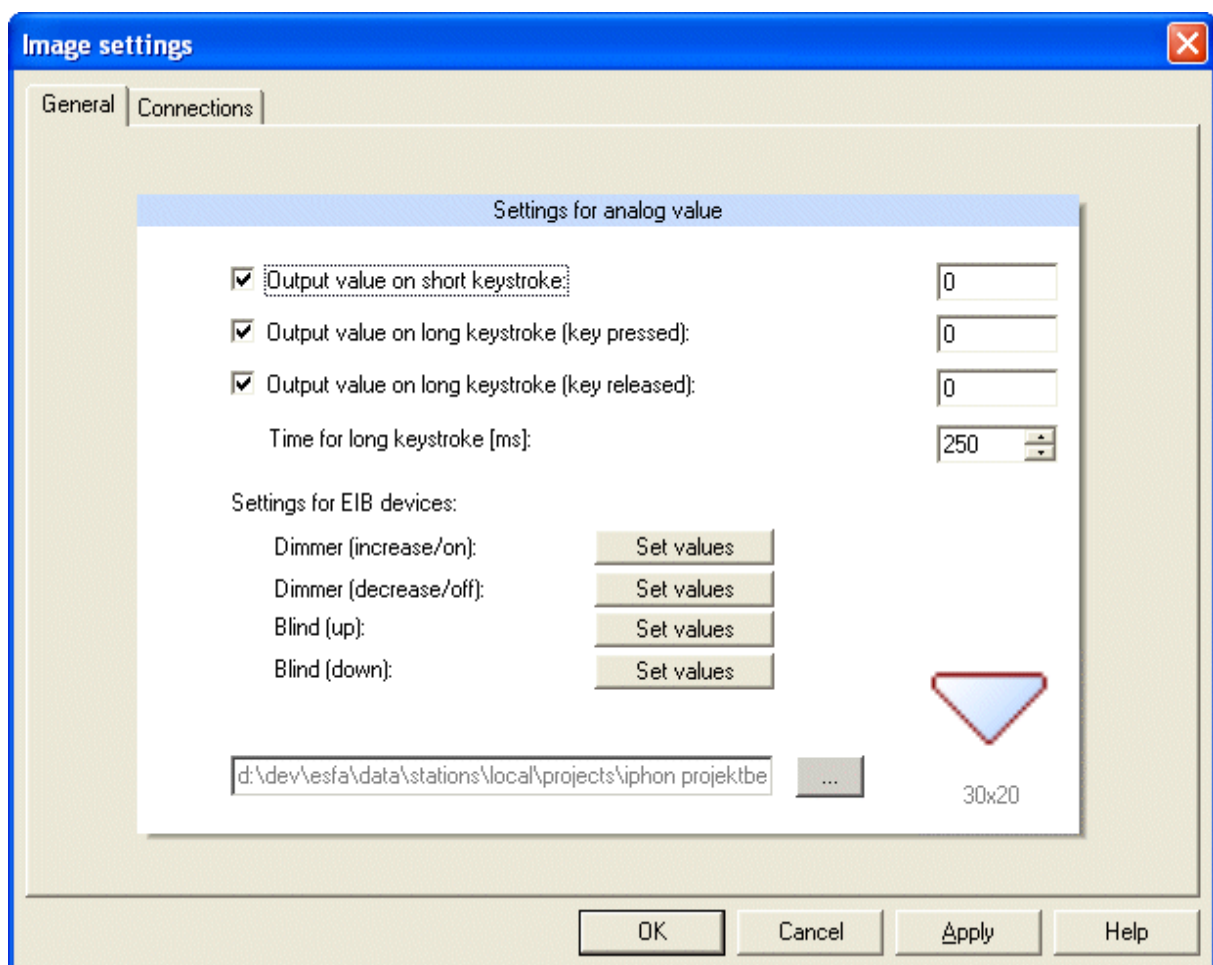 Image settings
General Connections
Settings for analog value
Output value on short keystroke: 0
Output value on long keystroke (key pressed): 0
Output value on long keystroke (key released): 0
Time for long keystroke [ms]: 250
Settings for EIB devices:
Dimmer (increase/on): Set values
Dimmer (decrease/off): Set values
Blind (up): Set values
Blind (down): Set values
d:\dev\esfa\data\stations\local\projects\iphon projektbe ...
30x20
OK Cancel Apply Help